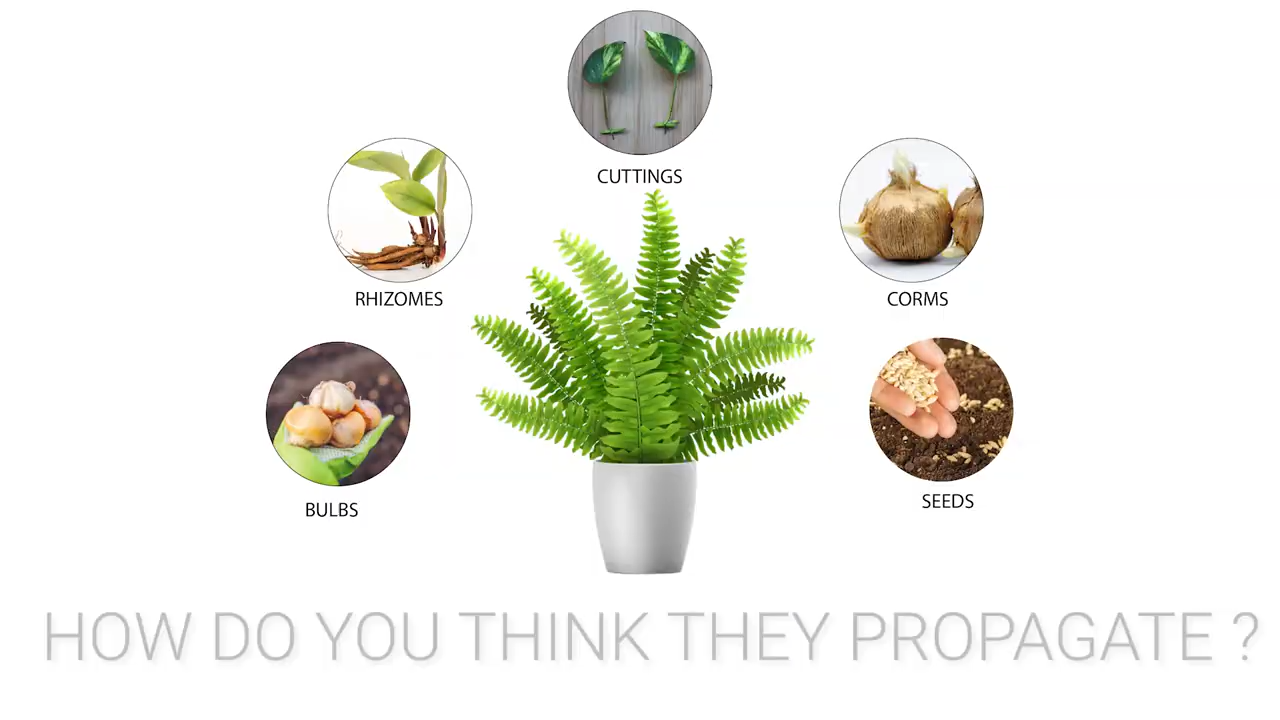 CUTTINGS
RHIZOMES
CORMS
BULBS
SEEDS
HOW DO YOU THINK THEY PROPAGATE ?